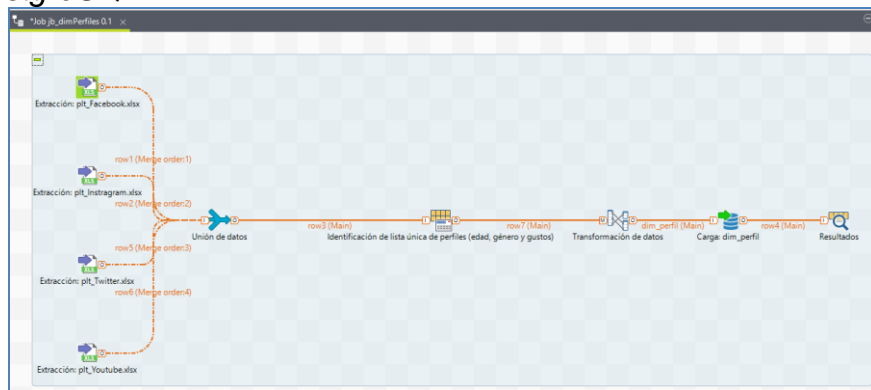 *Job jb_dimPerfiles 0.1
Extracción: plt_Facebook.xlsx
row1 (Merge order:1)
Extracción: plt_Instragram.xlsx
row2 (Merge order:2)
row5 (Merge order:3)
Extracción: plt_Twitter.xlsx
row6 (Merge order:4)
Extracción: plt_Youtube.xlsx
Unión de datos
row3 (Main)
Identificación de lista única de perfiles (edad, género y gustos)
row7 (Main)
Transformación de datos
dim_perfil (Main)
Carga: dim_perfil
row4 (Main)
Resultados